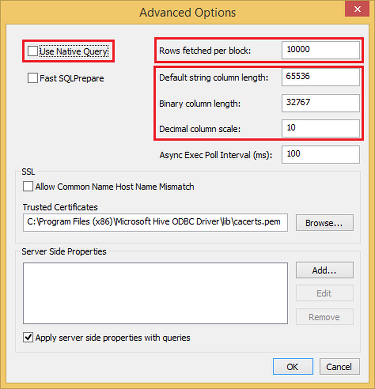 Advanced Options
Use Native Query
Rows fetched per block: 10000
Fast SQLPrepare
Default string column length: 65536
Binary column length: 32767
Decimal column scale: 10
Async Exec Poll Interval (ms): 100
SSL
Allow Common Name Host Name Mismatch
Trusted Certificates
C:\Program Files (x86)\Microsoft Hive ODBC Driver\lib\cacerts.pem Browse...
Server Side Properties
Add...
Edit
Remove
Apply server side properties with queries
OK Cancel